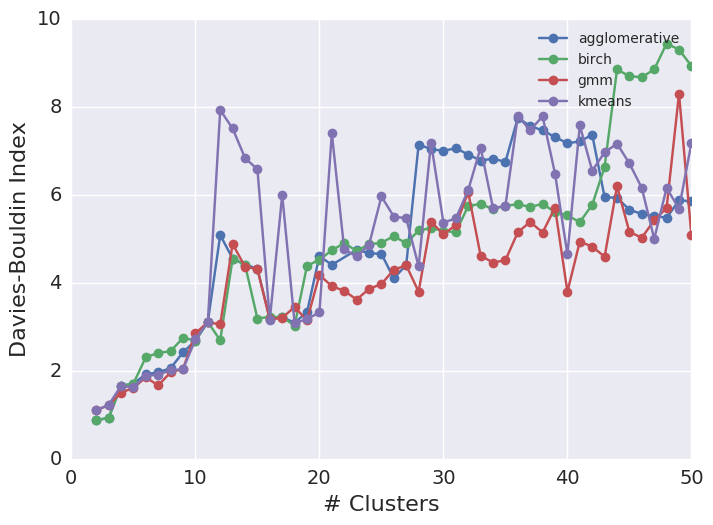 10
8
6
4
2
0
Davies-Bouldin Index
agglomerative
birch
gmm
kmeans
0 10 20 30 40 50
# Clusters